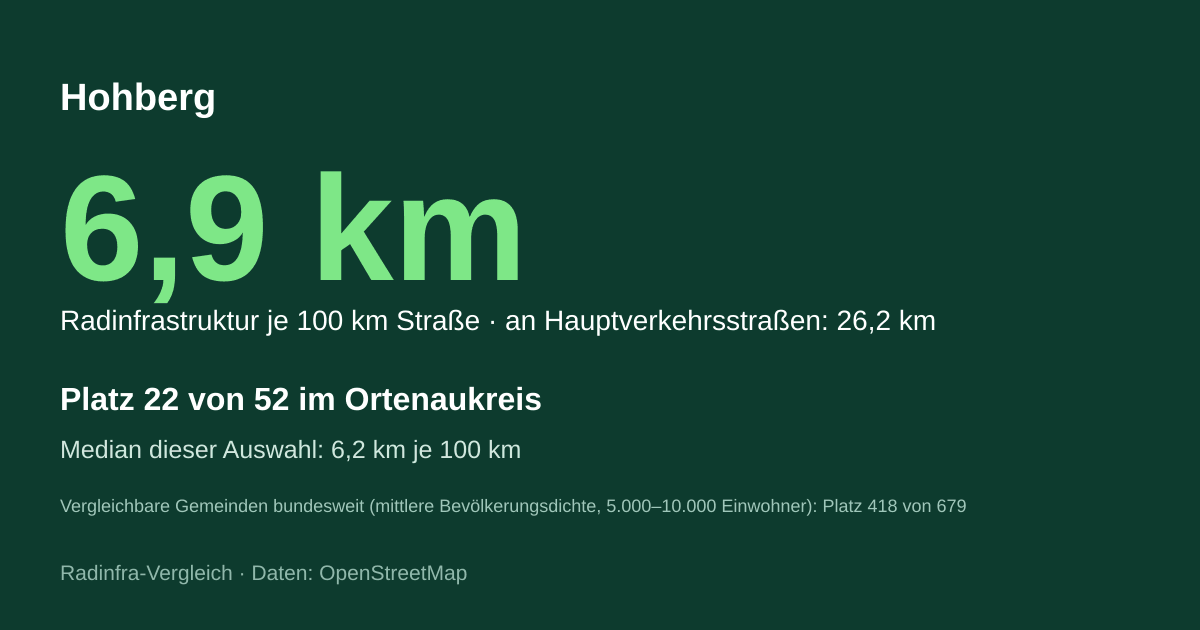 Hohberg
6,9 km
Radinfrastruktur je 100 km Straße · an Hauptverkehrsstraßen: 26,2 km
Platz 22 von 52 im Ortenaukreis
Median dieser Auswahl: 6,2 km je 100 km
Vergleichbare Gemeinden bundesweit (mittlere Bevölkerungsdichte, 5.000–10.000 Einwohner): Platz 418 von 679
Radinfra-Vergleich · Daten: OpenStreetMap